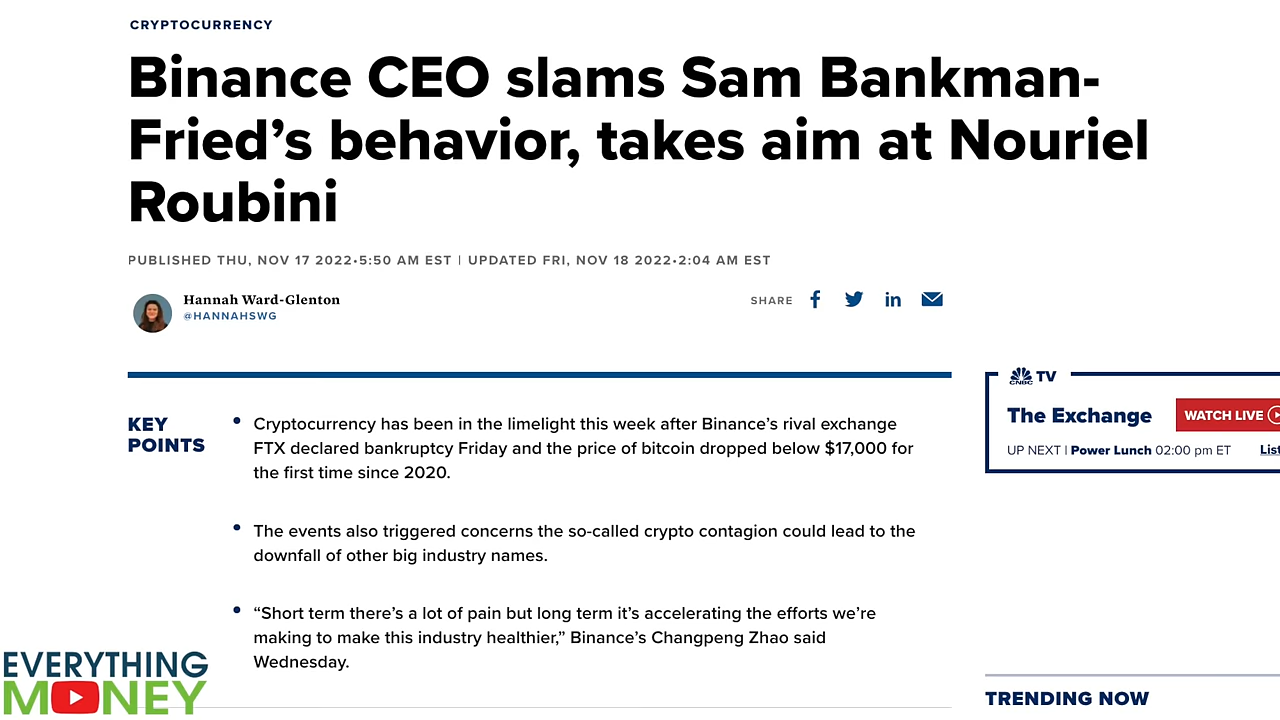 CRYPTOCURRENCY
Binance CEO slams Sam Bankman-
Fried’s behavior, takes aim at Nouriel
Roubini
PUBLISHED THU, NOV 17 2022•5:50 AM EST | UPDATED FRI, NOV 18 2022•2:04 AM EST
Hannah Ward-Glenton
@HANNAHSWG
SHARE
KEY
POINTS
• Cryptocurrency has been in the limelight this week after Binance’s rival exchange
FTX declared bankruptcy Friday and the price of bitcoin dropped below $17,000 for
the first time since 2020.
• The events also triggered concerns the so-called crypto contagion could lead to the
downfall of other big industry names.
• “Short term there’s a lot of pain but long term it’s accelerating the efforts we’re
making to make this industry healthier,” Binance’s Changpeng Zhao said
Wednesday.
CNBC TV
The Exchange
WATCH LIVE
UP NEXT | Power Lunch 02:00 pm ET
List
TRENDING NOW
EVERYTHING
MONEY